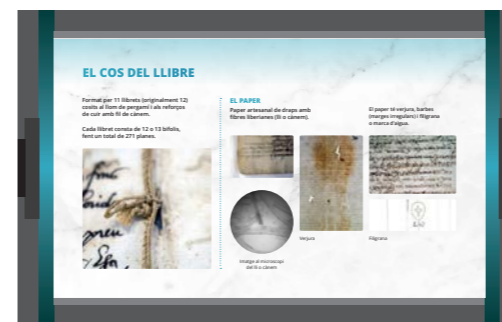 EL COS DEL LLIBRE
Format per 11 llibrets (originalment 12)
cosits al llom de pergamí i als reforços
de cuir amb fil de cànem.
Cada llibret consta de 12 o 13 bifolis,
fent un total de 271 planes.
EL PAPER
Paper artesanal de draps amb
fibres liberianes (lli o cànem).
Imatge al microscopi
del lli o cànem
Verjura
El paper té verjura, barbes
(marges irregulars) i filigrana
o marca d'aigua.
Filigrana